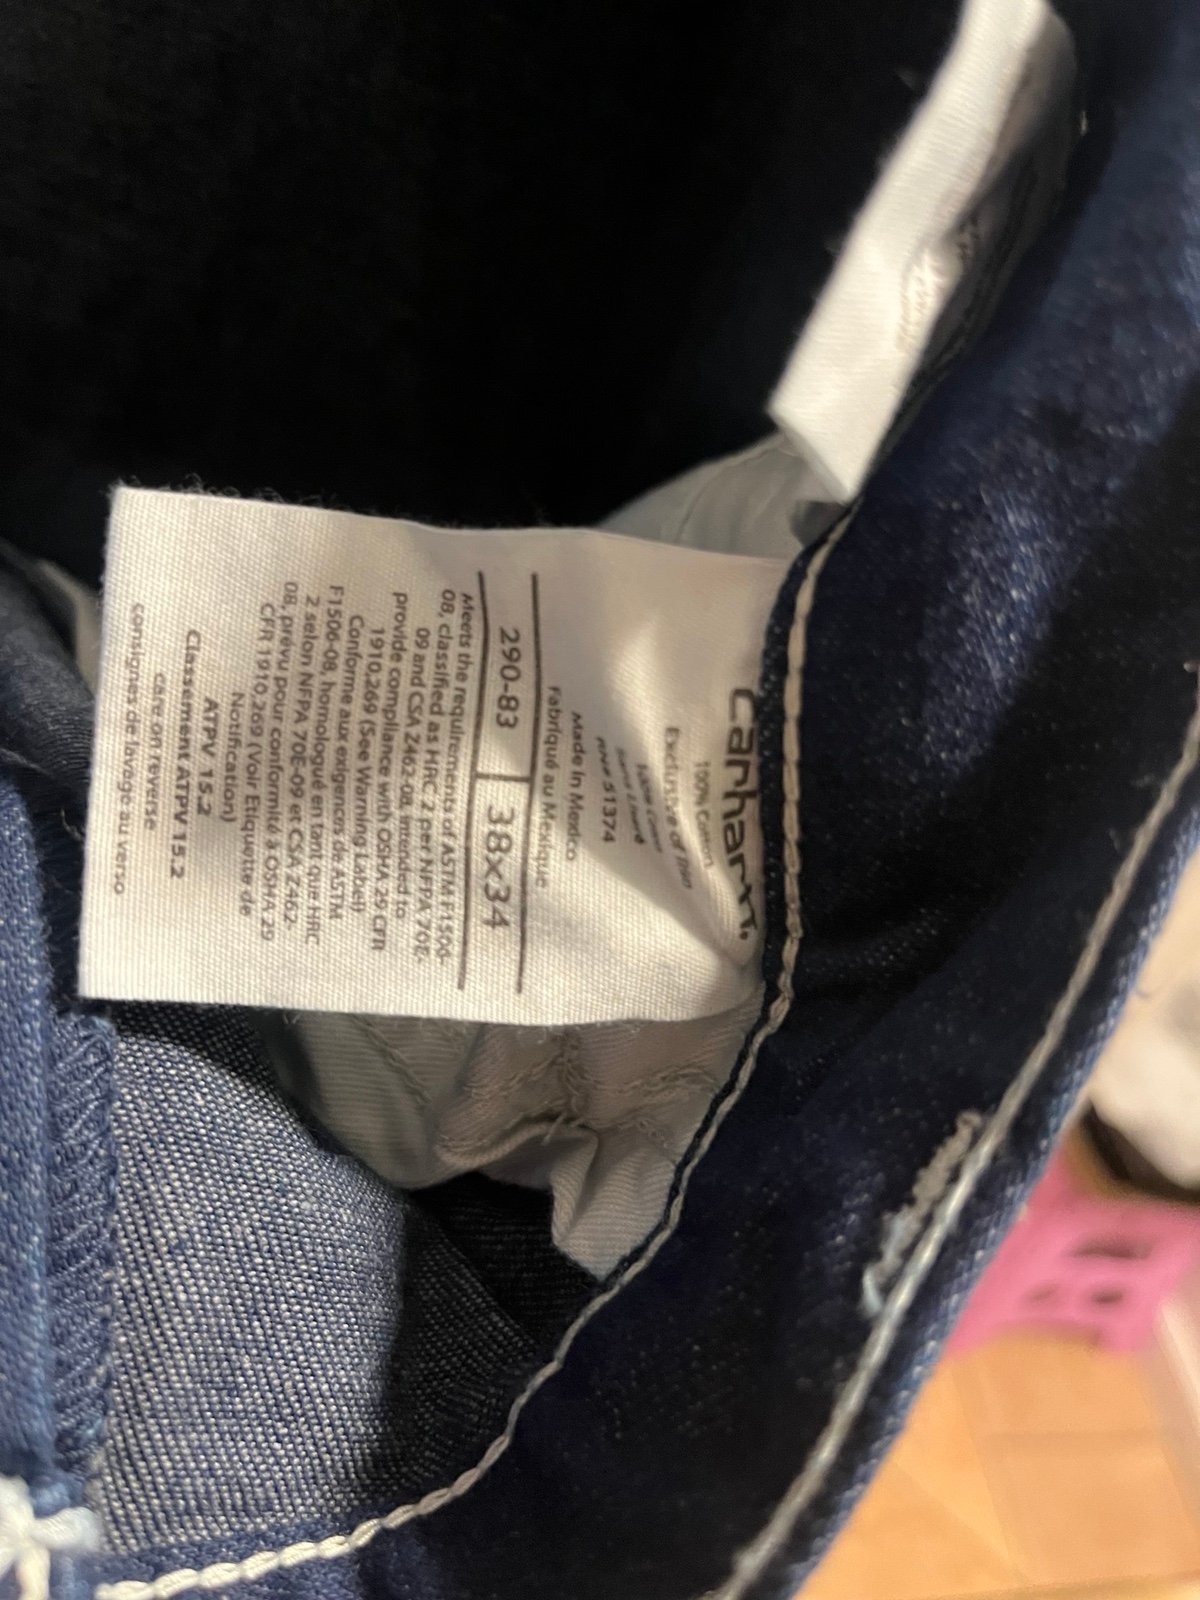 carhartt.
100% Cotton
Exclusive of Trim
RN# 51374
Made in Mexico
Fabriqué au Mexique
290-83 38x34
Meets the requirements of ASTM F1506-
08, classified as HRC 2 per NFPA 70E-
09 and CSA Z462-08, intended to
provide compliance with OSHA 29 CFR
1910.269 (See Warning Label)
Conforme aux exigences de ASTM
F1506-08, homologué en tant que HRC
2 selon NFPA 70E-09 et CSA Z462-
08, prévu pour conformité à OSHA 29
CFR 1910.269 (Voir Etiquette de
Notification)
ATPV 15.2
Classement ATPV 15.2
care on reverse
consignes de lavage au verso